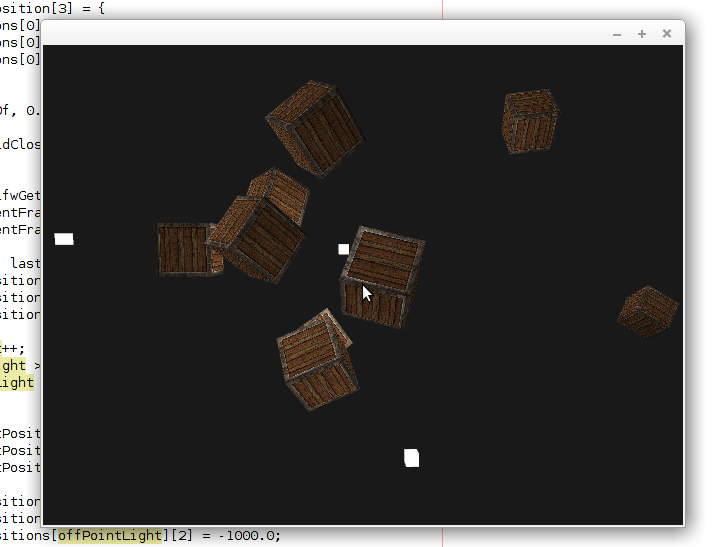 osition[3] = {
ons[0]
ons[0]
ons[0]
0f, 0.
ldClos
lfwGet
entFra
entFra
last
sition
sition
sition
t++;
ght >
Light
tPosit
tPosit
tPosit
sition
sition
sitions[offPointLight][2] = -1000.0;